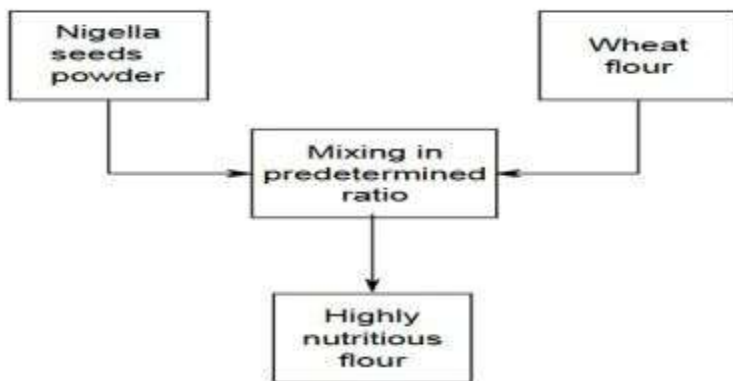 Nigella
seeds
powder
Wheat
flour
Mixing in
predetermined
ratio
Highly
nutritious
flour